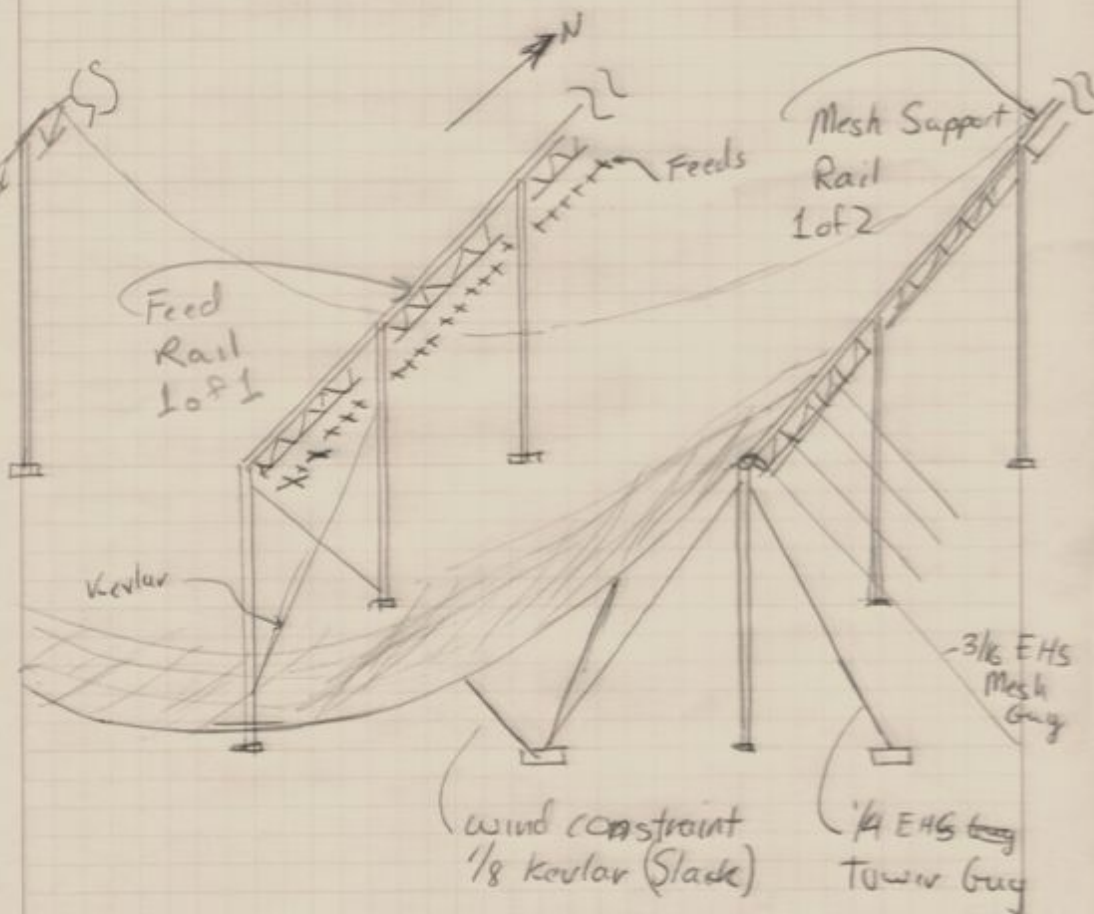 N
Mesh Support
Rail
1 of 2
Feeds
Feed
Rail
1 of 1
Kevlar
3/16 EHS
Mesh
Guy
wind constraint
1/8 Kevlar (Slack)
1/4 EHS Guy
Tower Guy